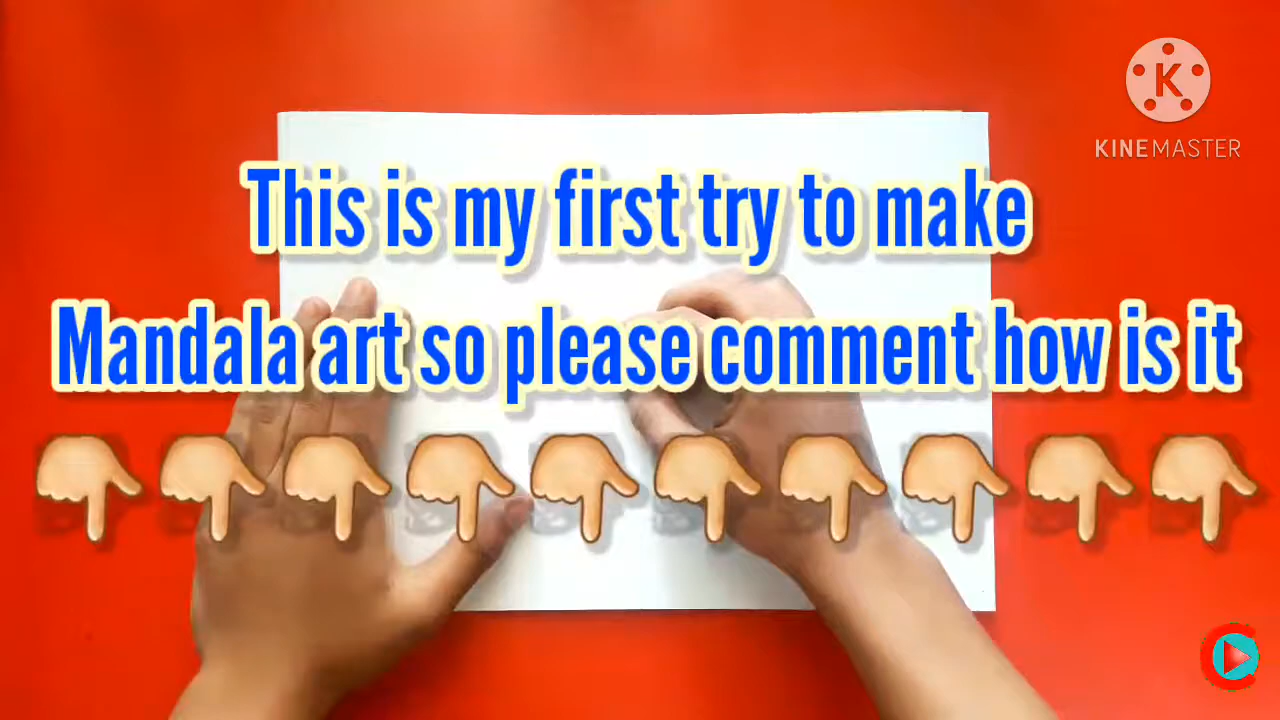 K
KINEMASTER
This is my first try to make
Mandala art so please comment how is it
👇👇👇👇👇👇👇👇👇👇